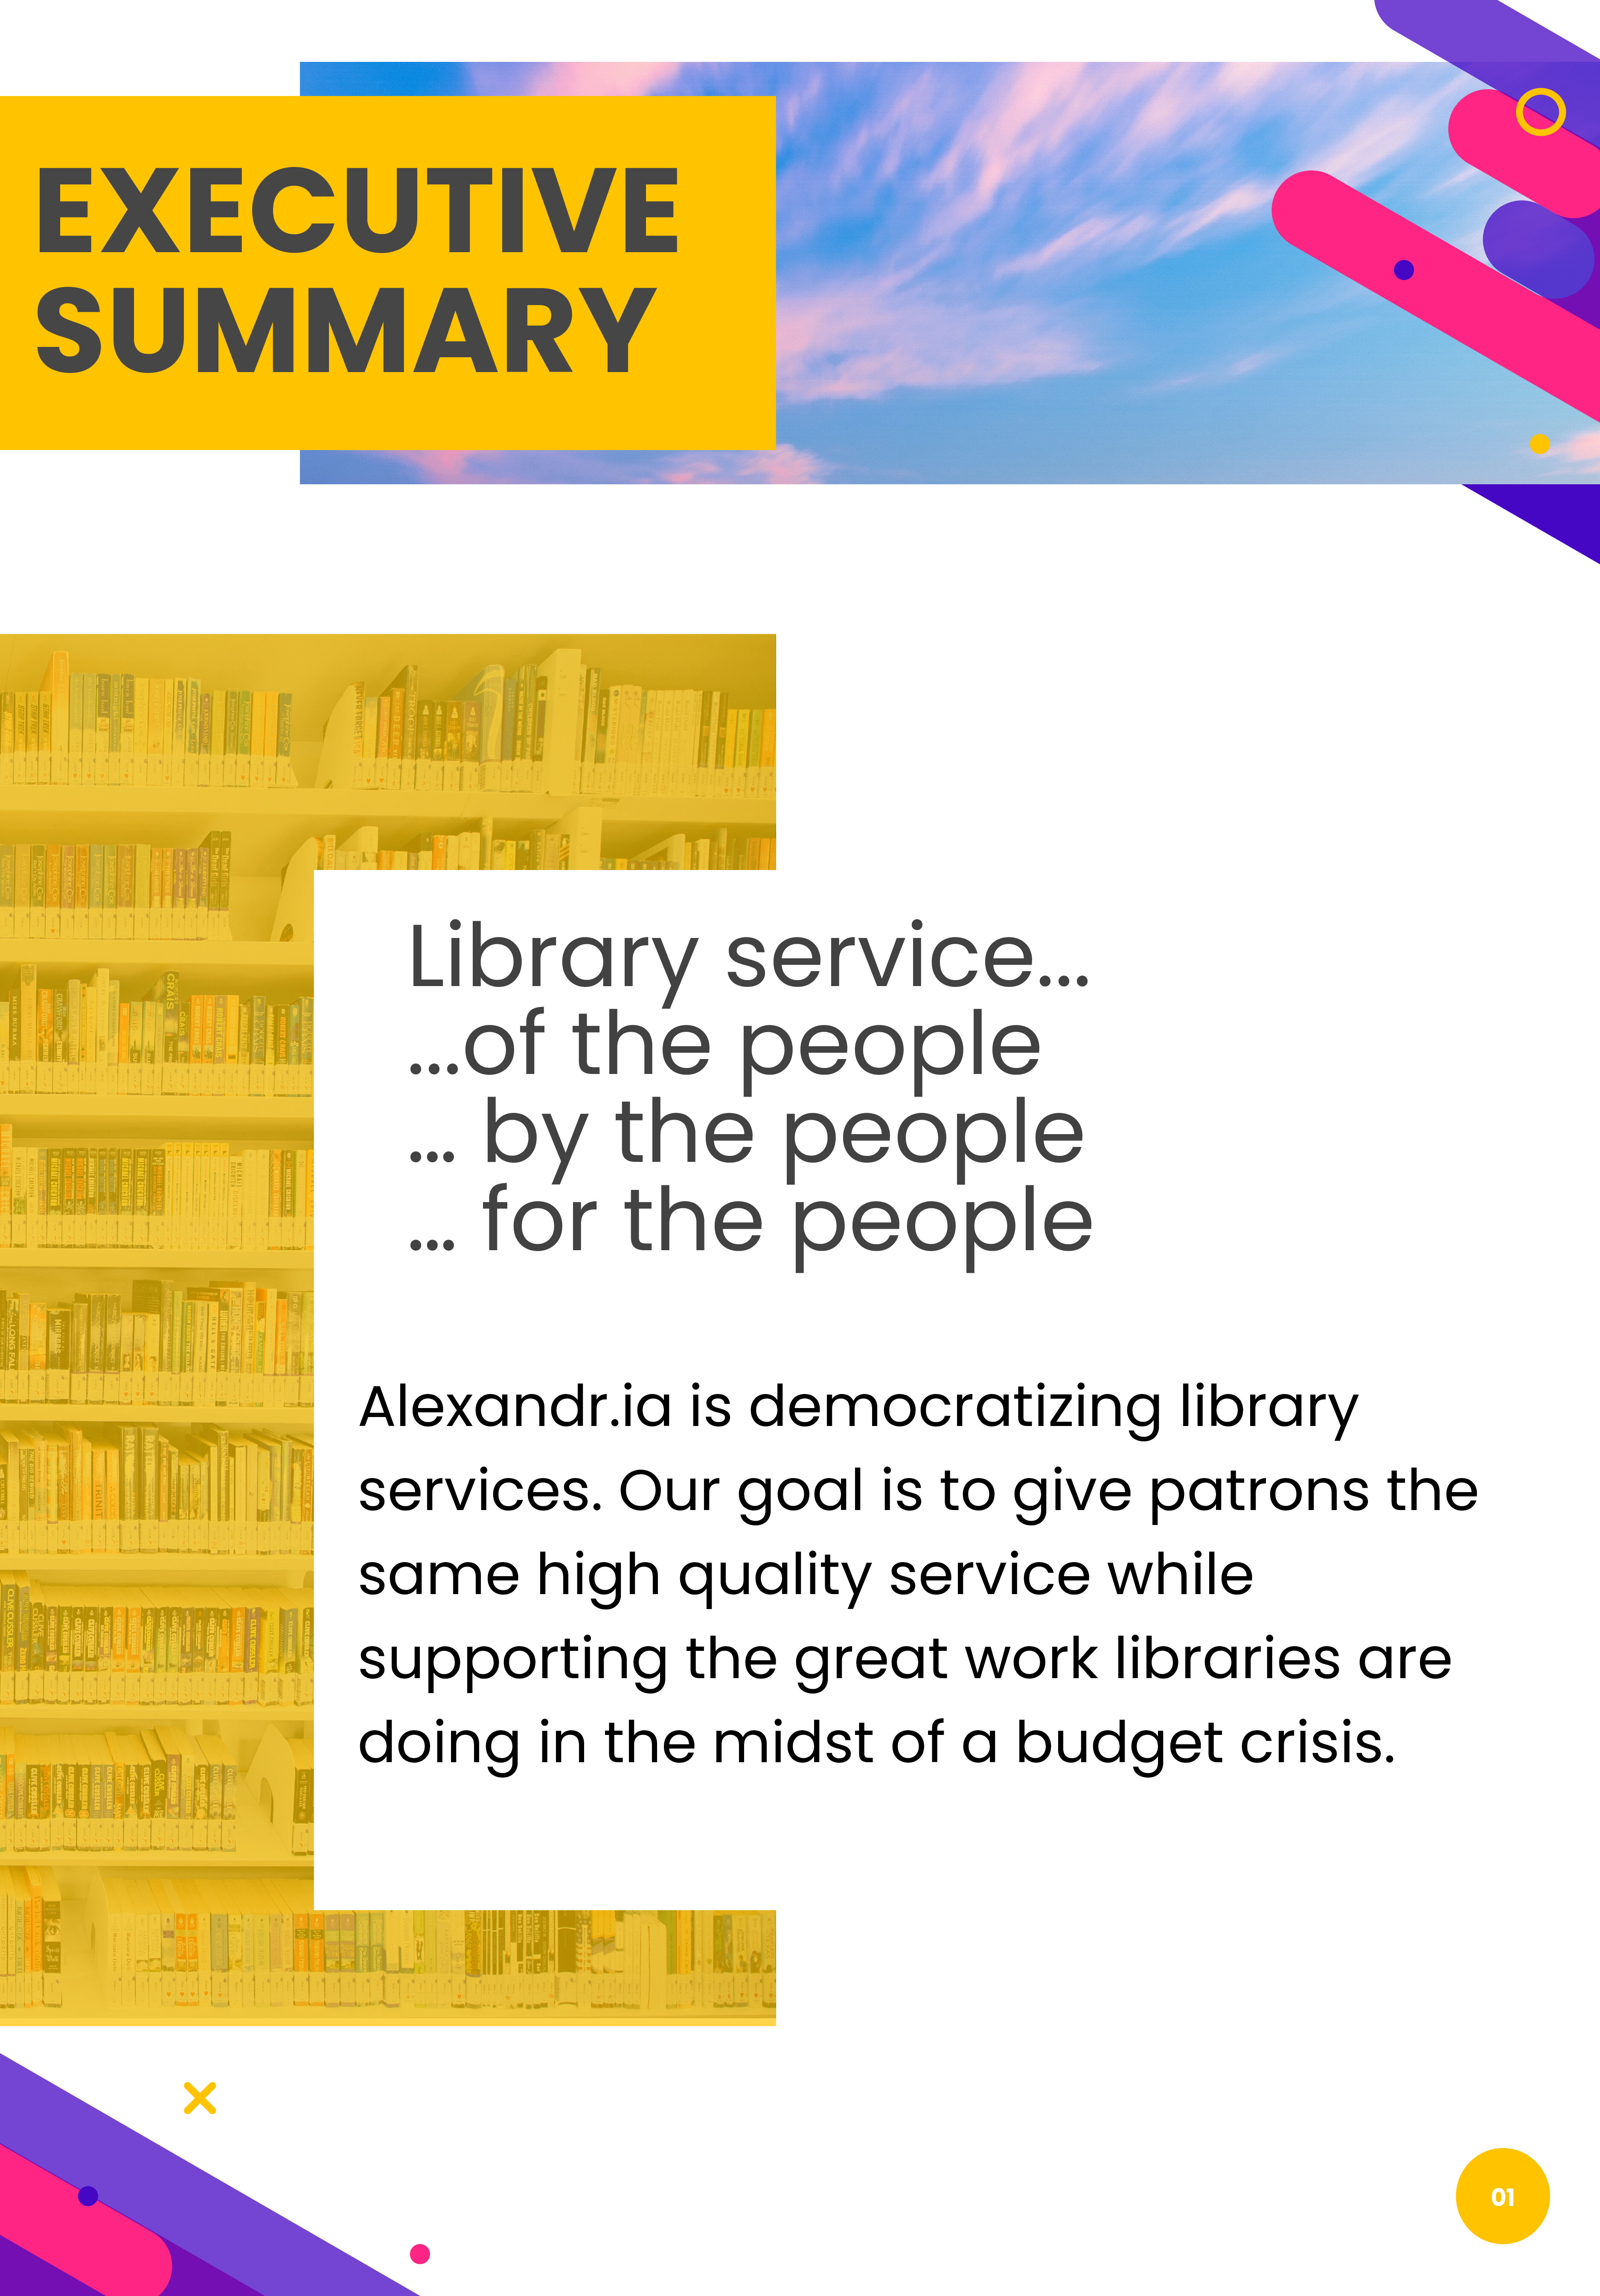 EXECUTIVE
SUMMARY
Library service...
...of the people
... by the people
... for the people
Alexandr.ia is democratizing library
services. Our goal is to give patrons the
same high quality service while
supporting the great work libraries are
doing in the midst of a budget crisis.
01